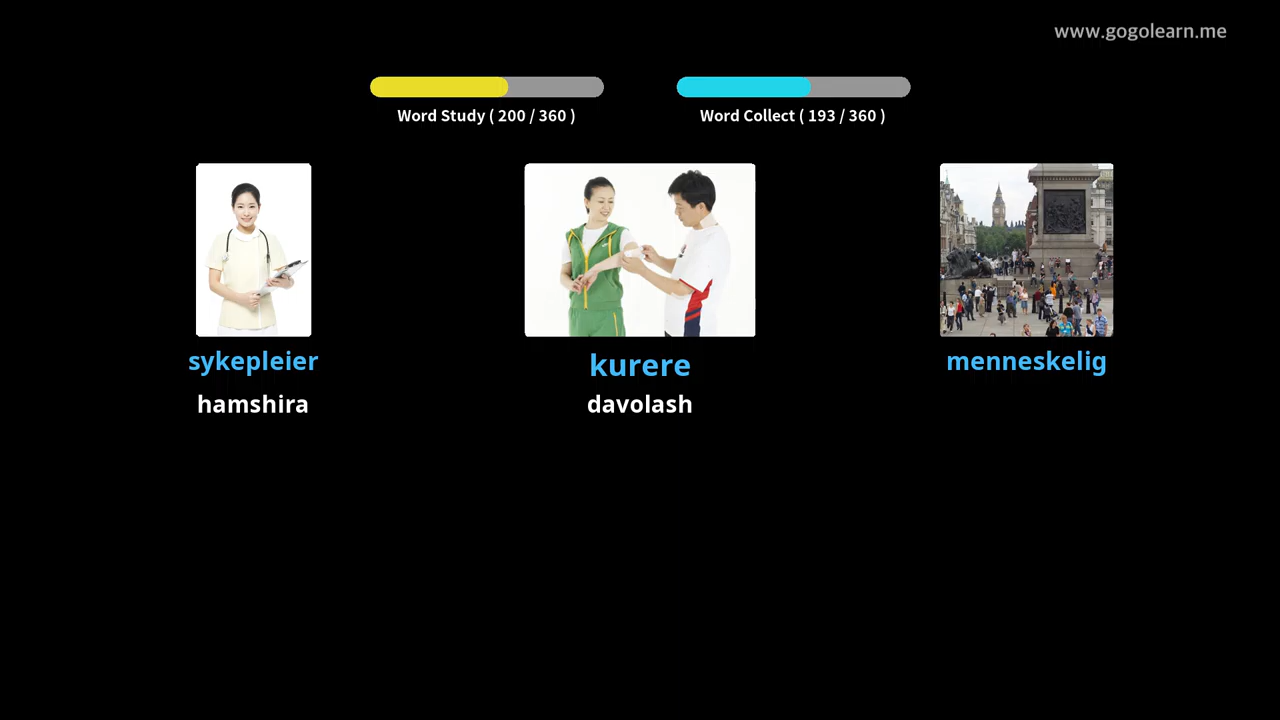 www.gogolearn.me
Word Study ( 200 / 360 )
Word Collect ( 193 / 360 )
sykepleier
kurere
menneskelig
hamshira
davolash